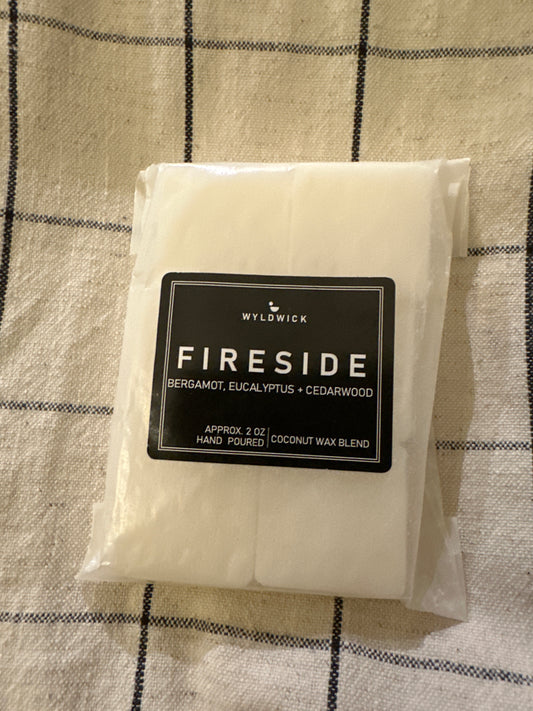 WYLDWICK
FIRESIDE
BERGAMOT, EUCALYPTUS + CEDARWOOD
APPROX. 2 OZ
HAND POURED
COCONUT WAX BLEND